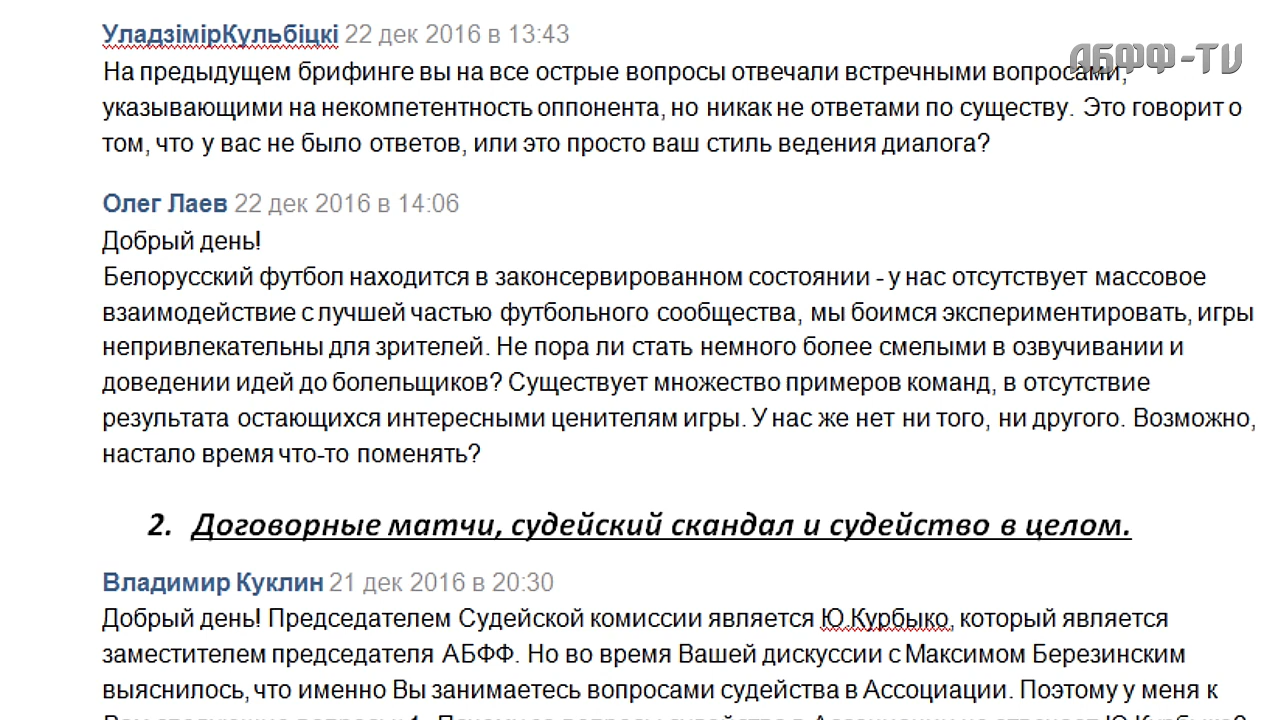 УладзімірКульбіцкі 22 дек 2016 в 13:43
АБФФ-TV
На предыдущем брифинге вы на все острые вопросы отвечали встречными вопросами,
указывающими на некомпетентность оппонента, но никак не ответами по существу. Это говорит о
том, что у вас не было ответов, или это просто ваш стиль ведения диалога?
Олег Лаев 22 дек 2016 в 14:06
Добрый день!
Белорусский футбол находится в законсервированном состоянии - у нас отсутствует массовое
взаимодействие с лучшей частью футбольного сообщества, мы боимся экспериментировать, игры
непривлекательны для зрителей. Не пора ли стать немного более смелыми в озвучивании и
доведении идей до болельщиков? Существует множество примеров команд, в отсутствие
результата остающихся интересными ценителям игры. У нас же нет ни того, ни другого. Возможно,
настало время что-то поменять?
2. Договорные матчи, судейский скандал и судейство в целом.
Владимир Куклин 21 дек 2016 в 20:30
Добрый день! Председателем Судейской комиссии является Ю.Курбыко, который является
заместителем председателя АБФФ. Но во время Вашей дискуссии с Максимом Березинским
выяснилось, что именно Вы занимаетесь вопросами судейства в Ассоциации. Поэтому у меня к